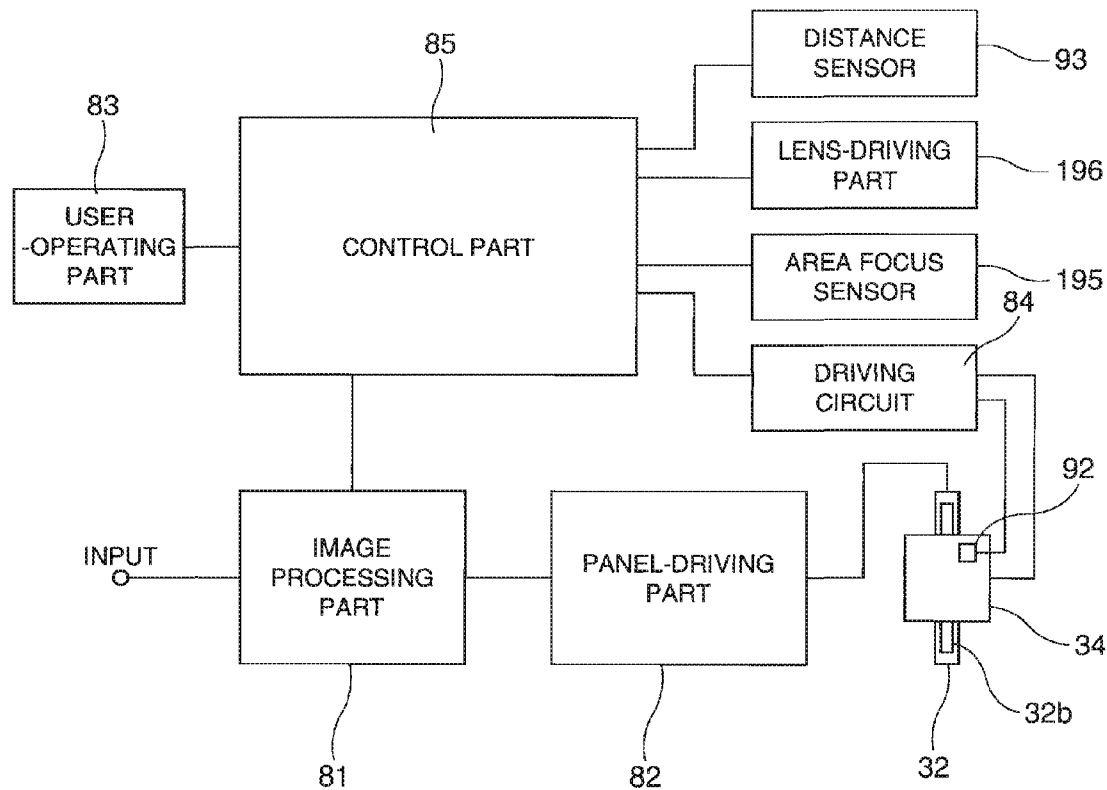 85
DISTANCE
SENSOR
93
83
LENS-DRIVING
PART
196
USER
-OPERATING
PART
CONTROL PART
AREA FOCUS
SENSOR
195
84
DRIVING
CIRCUIT
92
INPUT
IMAGE
PROCESSING
PART
PANEL-DRIVING
PART
34
32b
81
82
32